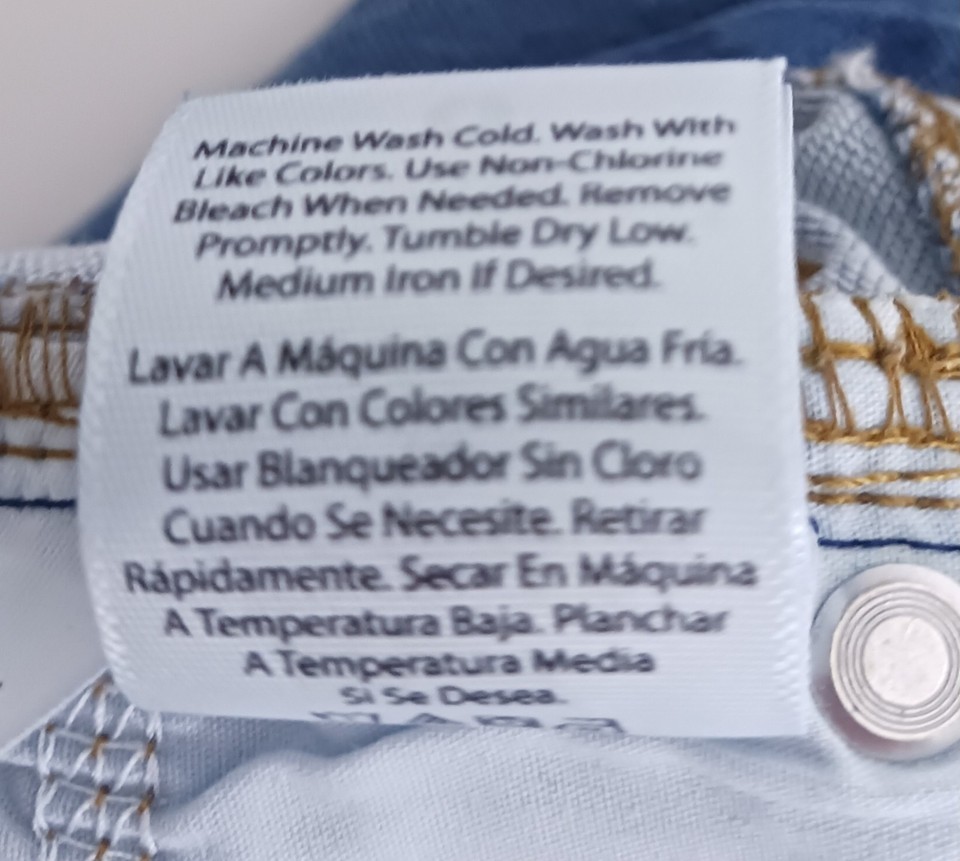 Machine Wash Cold. Wash With
Like Colors. Use Non-Chlorine
Bleach When Needed. Remove
Promptly. Tumble Dry Low.
Medium Iron If Desired.
Lavar A Máquina Con Agua Fría.
Lavar Con Colores Similares.
Usar Blanqueador Sin Cloro
Cuando Se Necesite. Retirar
Rápidamente. Secar En Máquina
A Temperatura Baja. Planchar
A Temperatura Media
Si Se Desea.